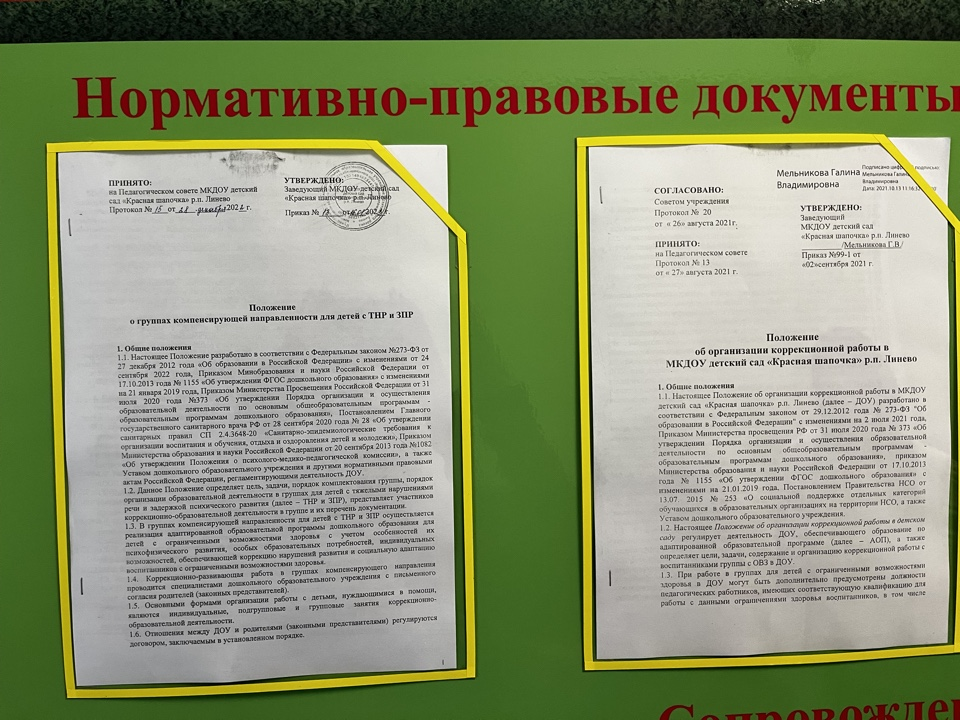 Нормативно-правовые документы
ПРИНЯТО:
на Педагогическом совете МКДОУ детский
сад «Красная шапочка» р.п. Линево
Протокол № 15 от
УТВЕРЖДЕНО:
Заведующий МКДОУ детский сад
«Красная шапочка» р.п. Линево
Приказ №
Положение
о группах компенсирующей направленности для детей с ТНР и ЗПР
1. Общие положения
1.1. Настоящее Положение разработано в соответствии с Федеральным законом №273-ФЗ от
27 декабря 2012 года «Об образовании в Российской Федерации» с изменениями от 24
сентября 2022 года, Приказом Минобразования и науки Российской Федерации от
17.10.2013 года № 1155 «Об утверждении ФГОС дошкольного образования» с изменениями
на 21 января 2019 года, Приказом Министерства Просвещения Российской Федерации от 31
июля 2020 года №373 «Об утверждении Порядка организации и осуществления
образовательной деятельности по основным общеобразовательным программам -
образовательным программам дошкольного образования», Постановлением Главного
государственного санитарного врача РФ от 28 сентября 2020 года № 28 «Об утверждении
санитарных правил СП 2.4.3648-20 «Санитарно-эпидемиологические требования к
организации воспитания и обучения, отдыха и оздоровления детей и молодежи», Приказом
Министерства образования и науки Российской Федерации от 20 сентября 2013 года №1082
«Об утверждении Положения о психолого-медико-педагогической комиссии», а также
Уставом дошкольного образовательного учреждения и другими нормативными правовыми
актами Российской Федерации, регламентирующими деятельность ДОУ.
1.2. Данное Положение определяет цель, задачи, порядок комплектования группы, порядок
организации образовательной деятельности в группах для детей с тяжелыми нарушениями
речи и задержкой психического развития (далее – ТНР и ЗПР), представляет участников
коррекционно-образовательной деятельности в группе и их перечень документации.
1.3. В группах компенсирующей направленности для детей с ТНР и ЗПР осуществляется
реализация адаптированной образовательной программы дошкольного образования для
детей с ограниченными возможностями здоровья с учетом особенностей их
психофизического развития, особых образовательных потребностей, индивидуальных
возможностей, обеспечивающей коррекцию нарушений развития и социальную адаптацию
воспитанников с ограниченными возможностями здоровья.
1.4. Коррекционно-развивающая работа в группах компенсирующего направления
проводится специалистами дошкольного образовательного учреждения с письменного
согласия родителей (законных представителей).
1.5. Основными формами организации работы с детьми, нуждающимися в помощи,
являются индивидуальные, подгрупповые и групповые занятия коррекционно-
образовательной деятельности.
1.6. Отношения между ДОУ и родителями (законными представителями) регулируются
договором, заключаемым в установленном порядке.
1
Мельникова Галина
Владимировна
Мельникова Галина
Владимировна
СОГЛАСОВАНО:
Советом учреждения
Протокол № 20
от « 26» августа 2021г.
УТВЕРЖДЕНО:
Заведующий
МКДОУ детский сад
«Красная шапочка» р.п. Линево
/Мельникова Г.В./
Приказ №99-1 от
«02»сентября 2021 г.
ПРИНЯТО:
на Педагогическом совете
Протокол № 13
от « 27» августа 2021 г.
Положение
об организации коррекционной работы в
МКДОУ детский сад «Красная шапочка» р.п. Линево
1. Общие положения
1.1. Настоящее Положение об организации коррекционной работы в МКДОУ
детский сад «Красная шапочка» р.п. Линево (далее – ДОУ) разработано в
соответствии с Федеральным законом от 29.12.2012 года № 273-ФЗ "Об
образовании в Российской Федерации" с изменениями на 2 июля 2021 года,
Приказом Министерства просвещения РФ от 31 июля 2020 года № 373 «Об
утверждении Порядка организации и осуществления образовательной
деятельности по основным общеобразовательным программам -
образовательным программам дошкольного образования», приказом
Министерства образования и науки Российской Федерации от 17.10.2013
года № 1155 «Об утверждении ФГОС дошкольного образования» с
изменениями на 21.01.2019 года. Постановлением Правительства НСО от
13.07. 2015 № 253 «О социальной поддержке отдельных категорий
обучающихся в образовательных организациях на территории НСО, а также
Уставом дошкольного образовательного учреждения.
1.2. Настоящее Положение об организации коррекционной работы в детском
саду регулирует деятельность ДОУ, обеспечивающего образование по
адаптированной образовательной программе (далее – АОП), а также
определяет цели, задачи, содержание и организацию коррекционной работы с
воспитанниками группы с ОВЗ в ДОУ.
1.3. При работе в группах для детей с ограниченными возможностями
здоровья в ДОУ могут быть дополнительно предусмотрены должности
педагогических работников, имеющих соответствующую квалификацию для
работы с данными ограничениями здоровья воспитанников, в том числе